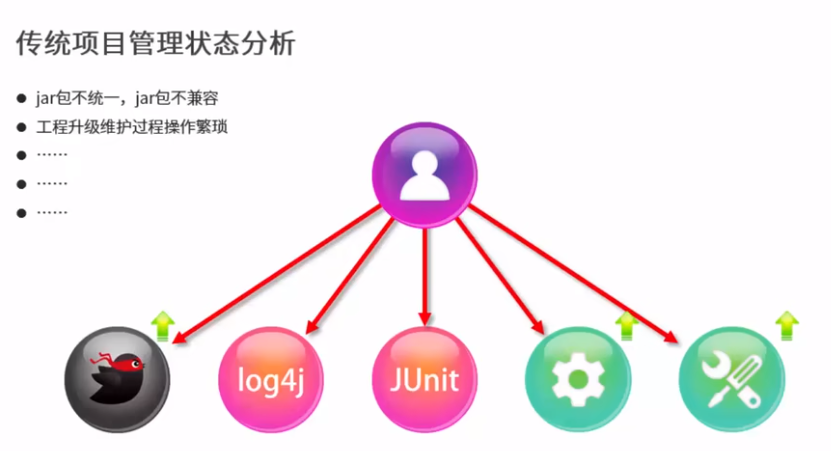 传统项目管理状态分析
jar包不统一，jar包不兼容
工程升级维护过程操作繁琐
……
……
……
log4j
JUnit